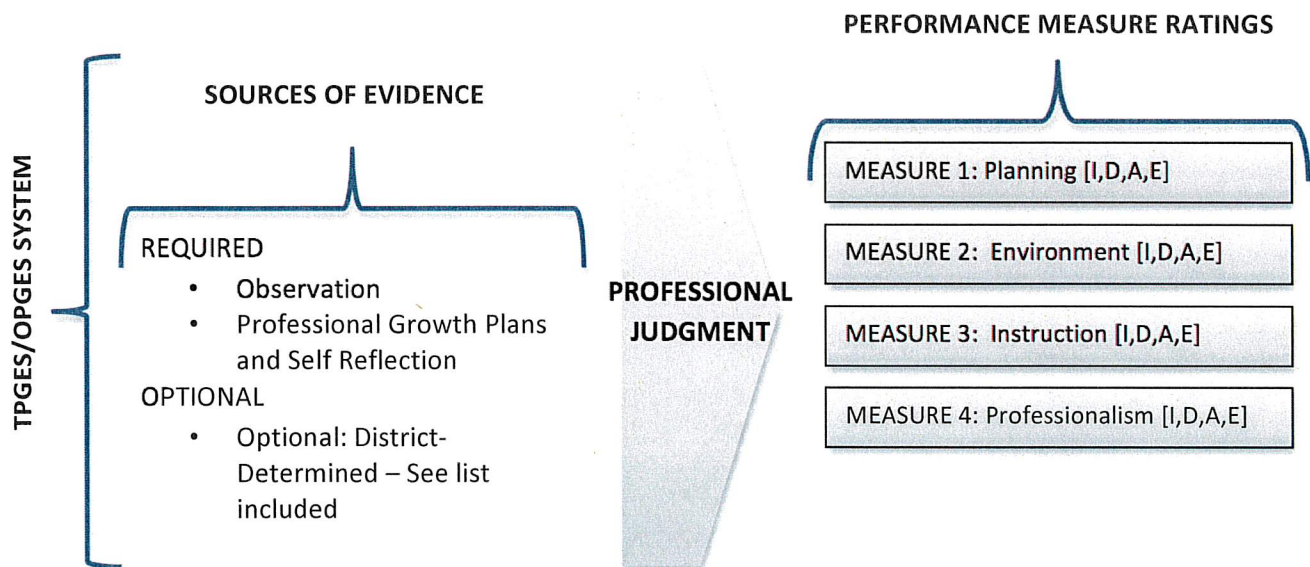 TPGES/OPGES SYSTEM
SOURCES OF EVIDENCE
REQUIRED
• Observation
• Professional Growth Plans
and Self Reflection
OPTIONAL
• Optional: District-
Determined – See list
included
PROFESSIONAL
JUDGMENT
PERFORMANCE MEASURE RATINGS
MEASURE 1: Planning [I,D,A,E]
MEASURE 2: Environment [I,D,A,E]
MEASURE 3: Instruction [I,D,A,E]
MEASURE 4: Professionalism [I,D,A,E]